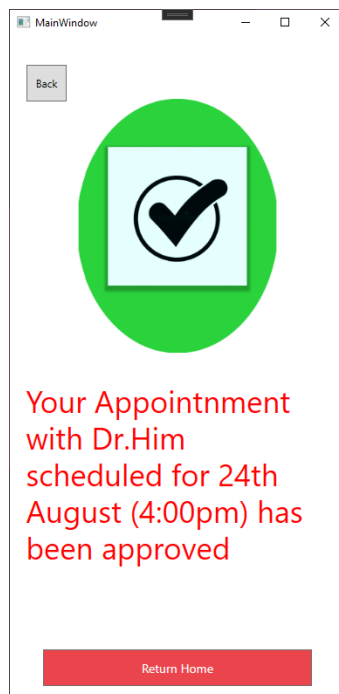 MainWindow
Back
Your Appointnment
with Dr.Him
scheduled for 24th
August (4:00pm) has
been approved
Return Home